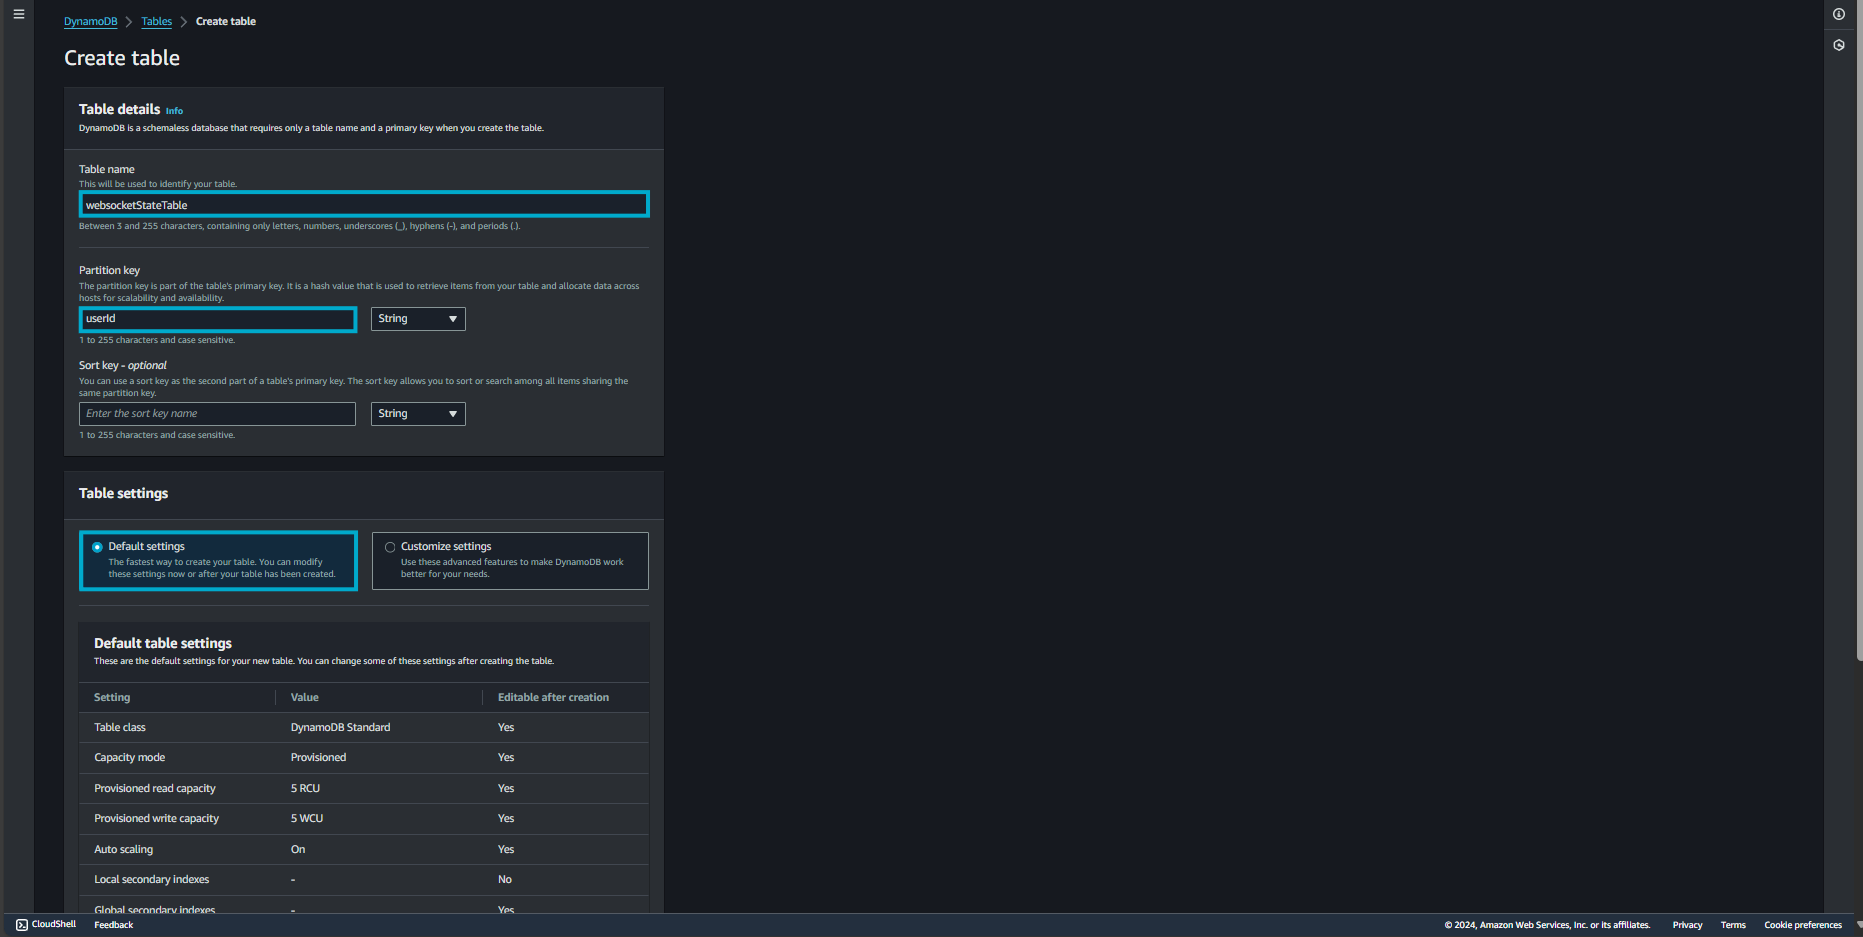 DynamoDB > Tables > Create table
Create table
Table details Info
DynamoDB is a schemaless database that requires only a table name and a primary key when you create the table.
Table name
This will be used to identify your table.
websocketStateTable
Between 3 and 255 characters, containing only letters, numbers, underscores (_), hyphens (-), and periods (.).
Partition key
The partition key is part of the table's primary key. It is a hash value that is used to retrieve items from your table and allocate data across
hosts for scalability and availability.
userId String
1 to 255 characters and case sensitive.
Sort key - optional
You can use a sort key as the second part of a table's primary key. The sort key allows you to sort or search among all items sharing the
same partition key.
Enter the sort key name String
1 to 255 characters and case sensitive.
Table settings
Default settings
The fastest way to create your table. You can modify
these settings now or after your table has been created.
Customize settings
Use these advanced features to make DynamoDB work
better for your needs.
Default table settings
These are the default settings for your new table. You can change some of these settings after creating the table.
Setting Value Editable after creation
Table class DynamoDB Standard Yes
Capacity mode Provisioned Yes
Provisioned read capacity 5 RCU Yes
Provisioned write capacity 5 WCU Yes
Auto scaling On Yes
Local secondary indexes - No
Global secondary indexes - Yes
CloudShell Feedback © 2024, Amazon Web Services, Inc. or its affiliates. Privacy Terms Cookie preferences